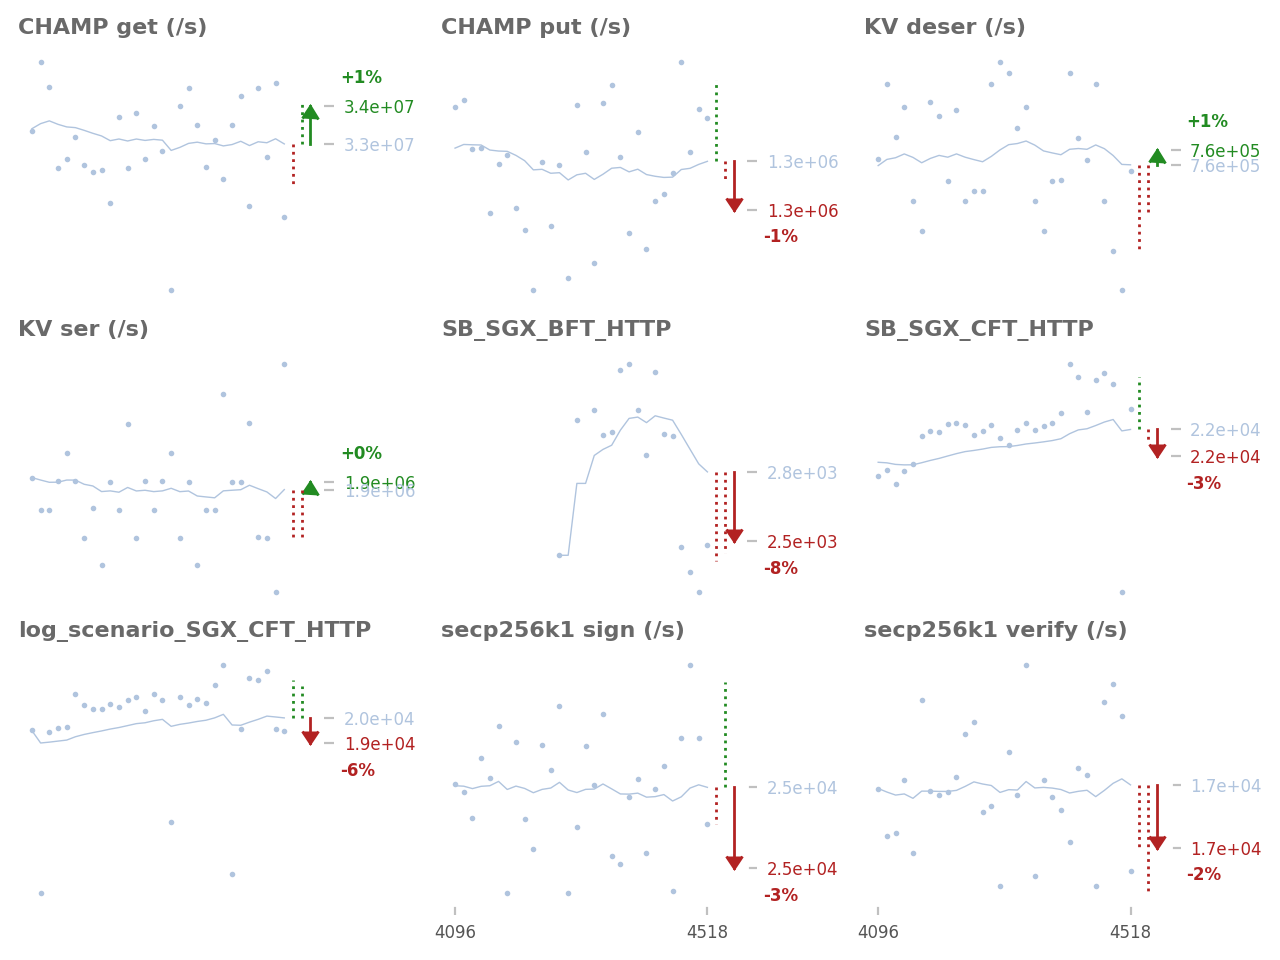 CHAMP get (/s)
+1%
3.4e+07
3.3e+07
CHAMP put (/s)
1.3e+06
1.3e+06
-1%
KV deser (/s)
+1%
7.6e+05
7.6e+05
KV ser (/s)
+0%
1.9e+06
1.9e+06
SB_SGX_BFT_HTTP
2.8e+03
2.5e+03
-8%
SB_SGX_CFT_HTTP
2.2e+04
2.2e+04
-3%
log_scenario_SGX_CFT_HTTP
2.0e+04
1.9e+04
-6%
secp256k1 sign (/s)
2.5e+04
2.5e+04
-3%
4096 4518
secp256k1 verify (/s)
1.7e+04
1.7e+04
-2%
4096 4518